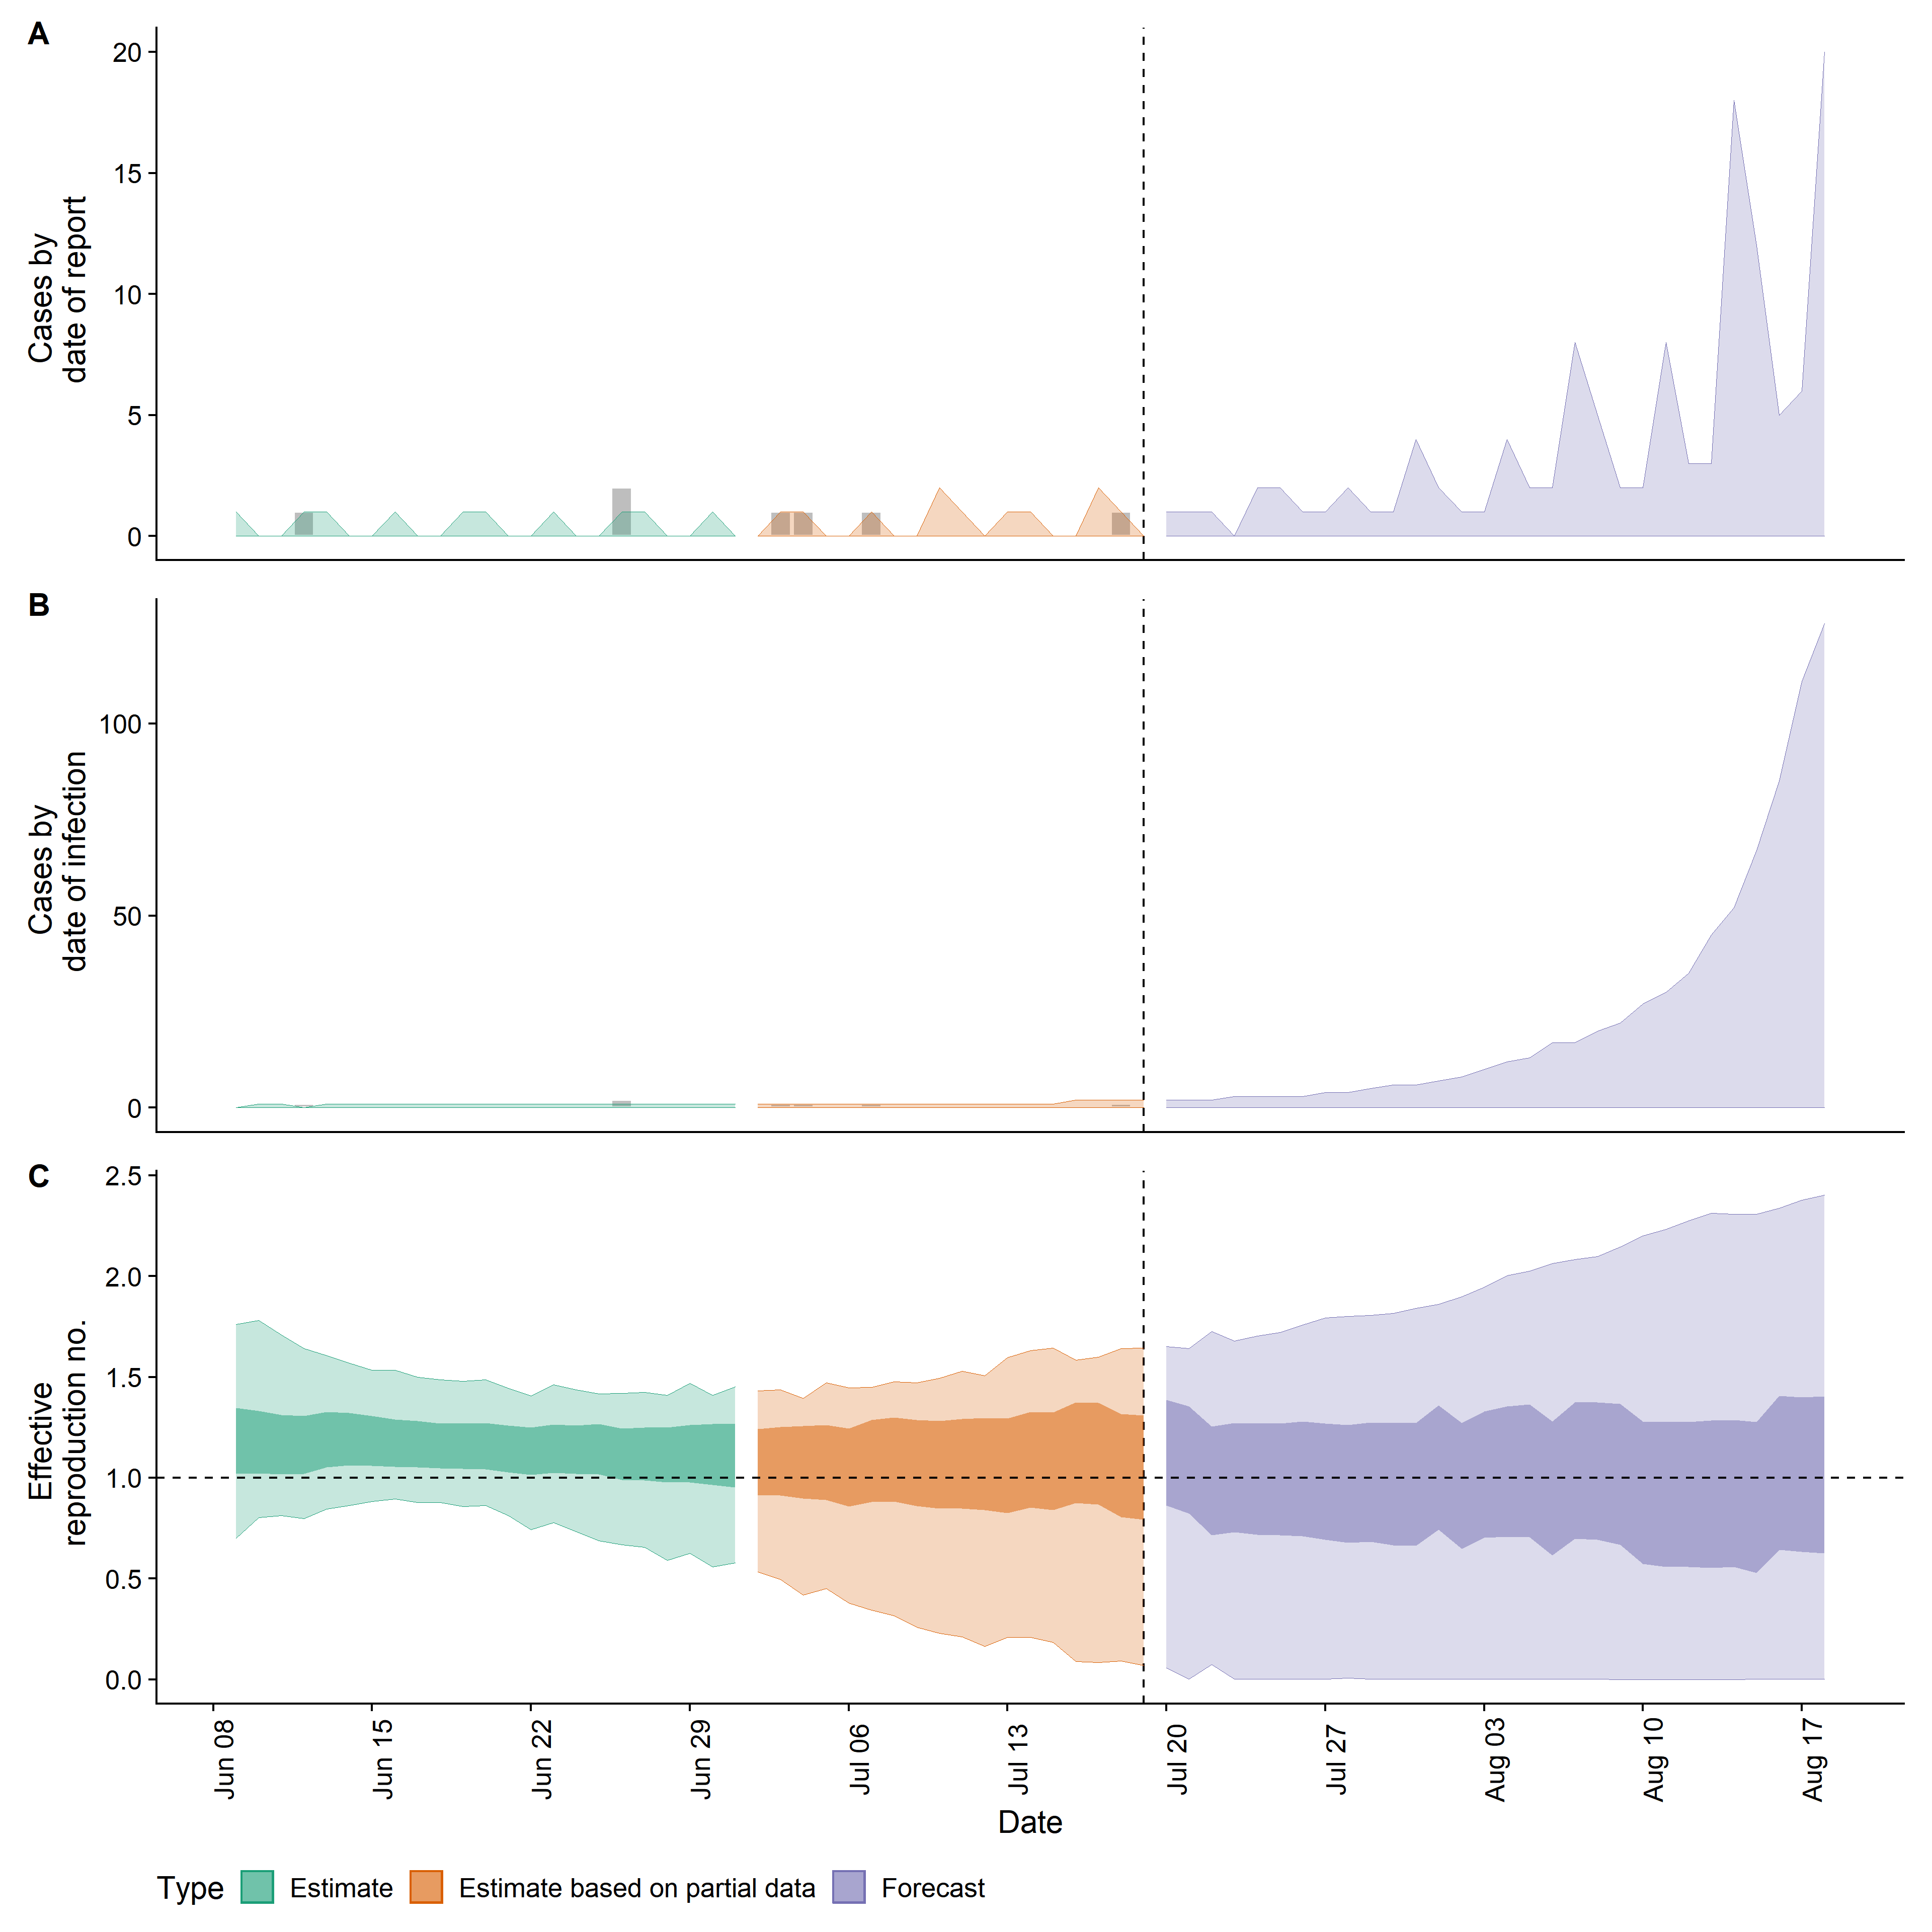 A
20
15
10
5
0
Cases by
date of report
B
100
50
0
Cases by
date of infection
C
2.5
2.0
1.5
1.0
0.5
0.0
Effective
reproduction no.
Jun 08
Jun 15
Jun 22
Jun 29
Jul 06
Jul 13
Jul 20
Jul 27
Aug 03
Aug 10
Aug 17
Date
Type Estimate Estimate based on partial data Forecast